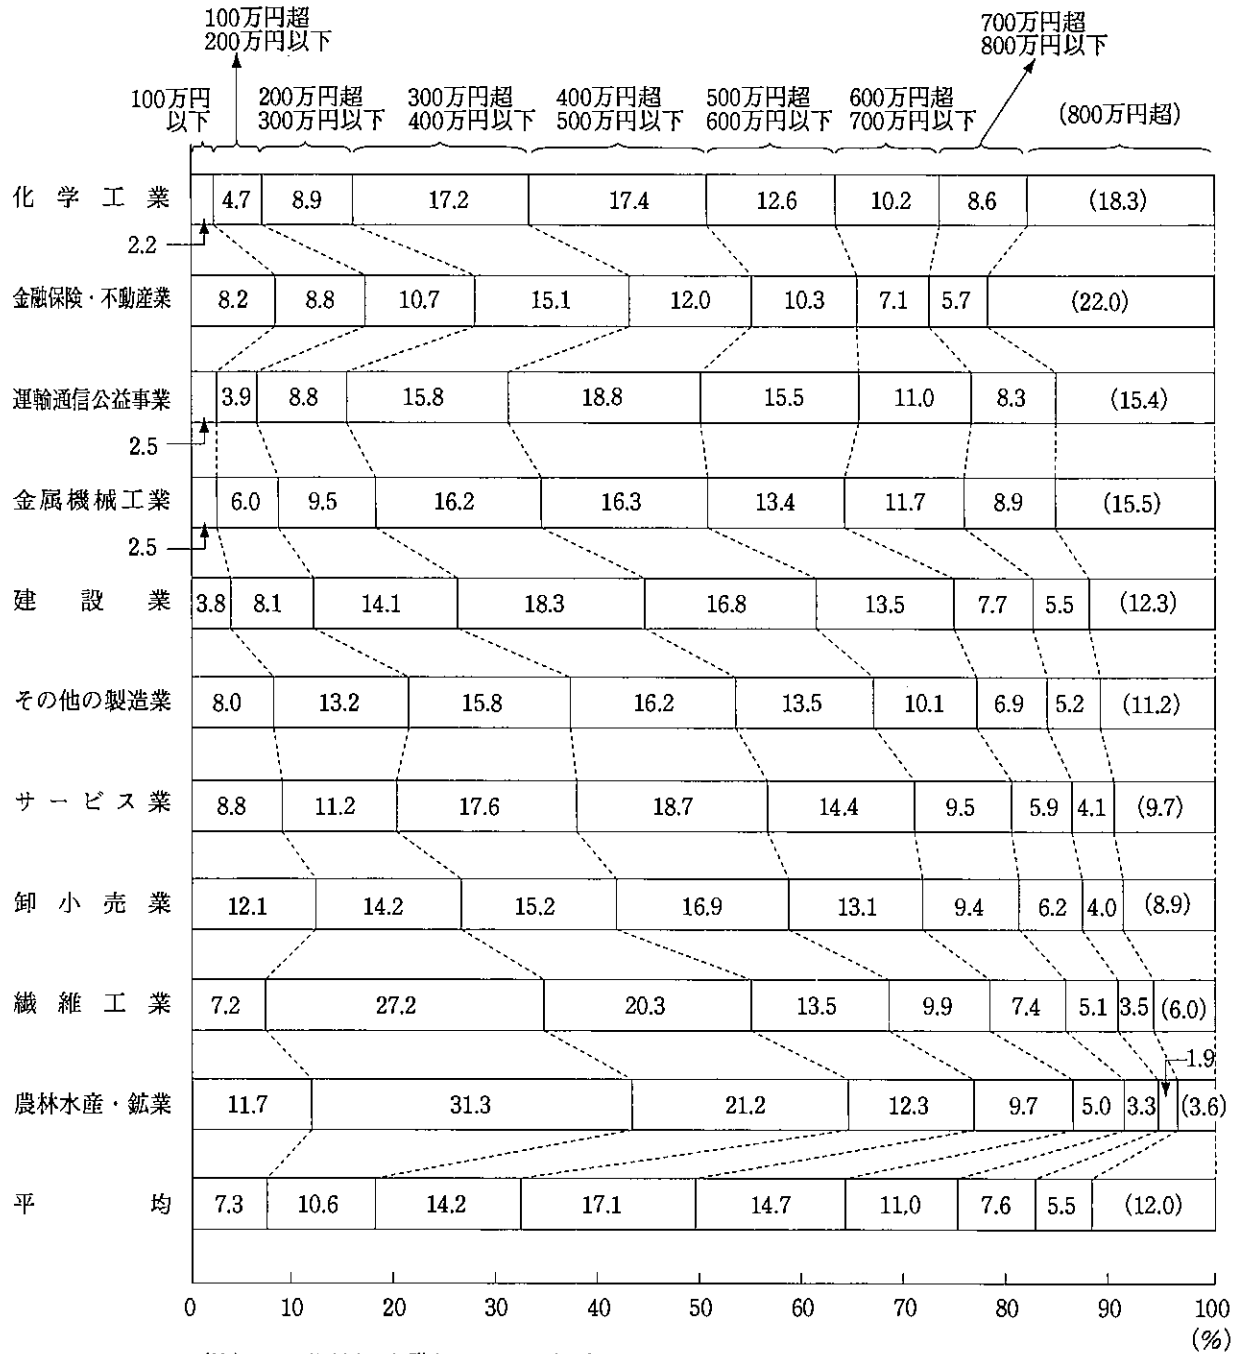 100万円超
200万円以下
700万円超
800万円以下
100万円
以下
200万円超
300万円以下
300万円超
400万円以下
400万円超
500万円以下
500万円超
600万円以下
600万円超
700万円以下
(800万円超)
化学工業 4.7 8.9 17.2 17.4 12.6 10.2 8.6 (18.3)
2.2
金融保険・不動産業 8.2 8.8 10.7 15.1 12.0 10.3 7.1 5.7 (22.0)
運輸通信公益事業 3.9 8.8 15.8 18.8 15.5 11.0 8.3 (15.4)
2.5
金属機械工業 6.0 9.5 16.2 16.3 13.4 11.7 8.9 (15.5)
2.5
建設業 3.8 8.1 14.1 18.3 16.8 13.5 7.7 5.5 (12.3)
その他の製造業 8.0 13.2 15.8 16.2 13.5 10.1 6.9 5.2 (11.2)
サービス業 8.8 11.2 17.6 18.7 14.4 9.5 5.9 4.1 (9.7)
卸小売業 12.1 14.2 15.2 16.9 13.1 9.4 6.2 4.0 (8.9)
繊維工業 7.2 27.2 20.3 13.5 9.9 7.4 5.1 3.5 (6.0)
1.9
農林水産・鉱業 11.7 31.3 21.2 12.3 9.7 5.0 3.3 (3.6)
平均 7.3 10.6 14.2 17.1 14.7 11.0 7.6 5.5 (12.0)
0 10 20 30 40 50 60 70 80 90 100
(%)